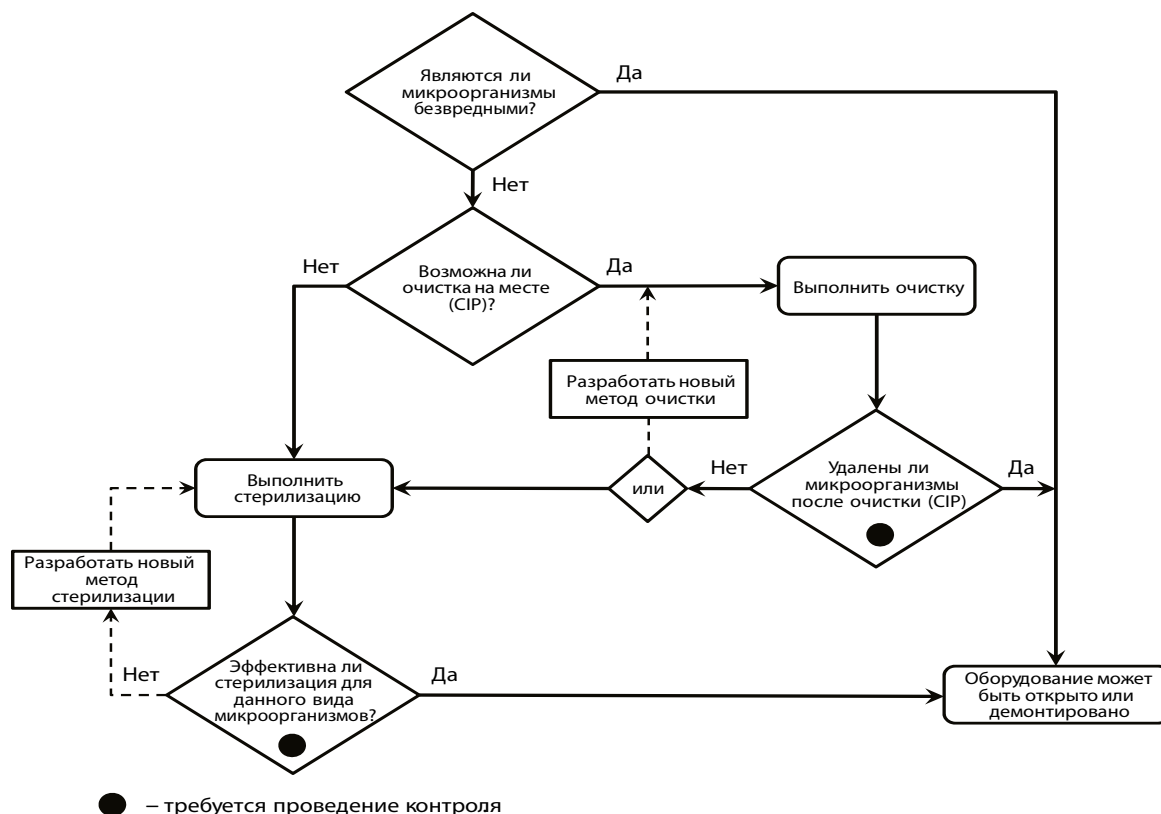 Являются ли
микроорганизмы
безвредными?
Да
Нет
Возможна ли
очистка на месте
(CIP)?
Нет
Да
Выполнить очистку
Разработать новый
метод очистки
Удалены ли
микроорганизмы
после очистки (CIP)
Нет
Да
или
Выполнить
стерилизацию
Разработать новый
метод
стерилизации
Эффективна ли
стерилизация для
данного вида
микроорганизмов?
Нет
Да
Оборудование может
быть открыто или
демонтировано
– требуется проведение контроля